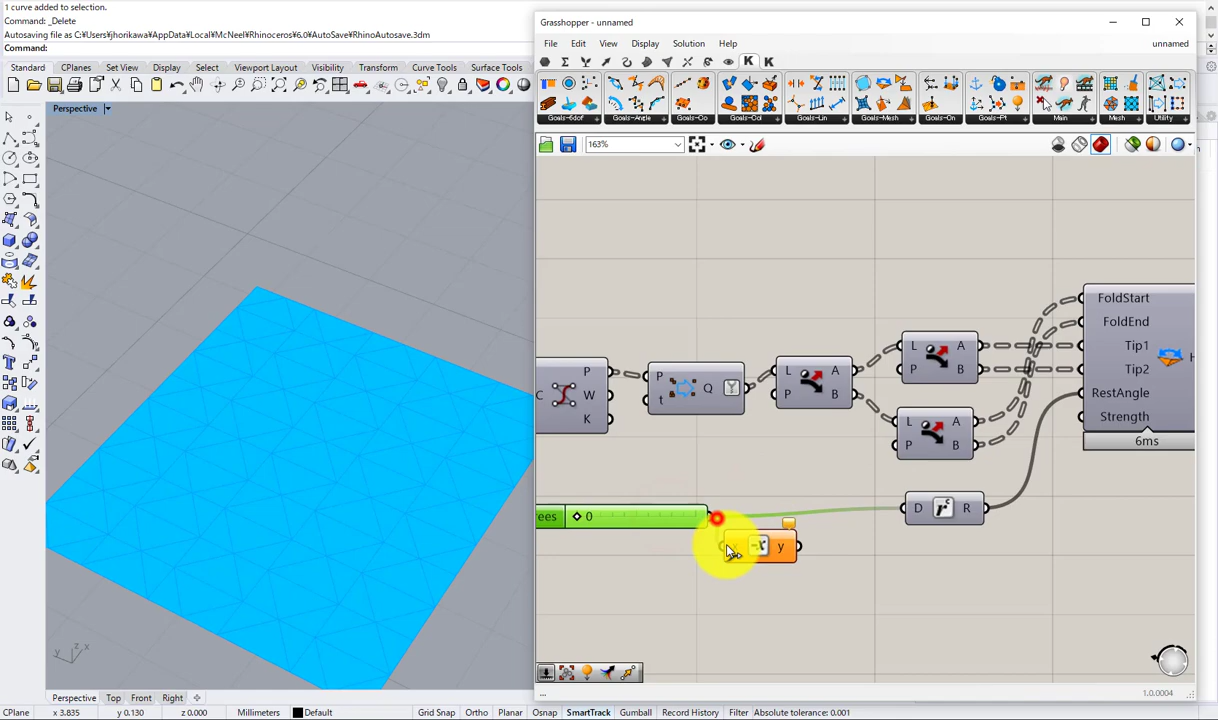 1 curve added to selection.
Command: _Delete
Autosaving file as C:¥Users¥jhorikawa¥AppData¥Local¥McNeel¥Rhinoceros¥6.0¥AutoSave¥RhinoAutosave.3dm
Command:
Standard CPlanes Set View Display Select Viewport Layout Visibility Transform Curve Tools Surface Tools
Perspective
y z x
Perspective Top Front Right
CPlane x 3.835 y 0.130 z 0.000 Millimeters Default Grid Snap Ortho Planar Osnap SmartTrack Gumball Record History Filter Absolute tolerance: 0.001
Grasshopper - unnamed
File Edit View Display Solution Help unnamed
K K
Goals-6dof Goals-Angle Goals-Co Goals-Col Goals-Lin Goals-Mesh Goals-On Goals-Pt Main Mesh Utility
163%
C P W K
P t Q
L P A B
L P A B
L P A B
FoldStart
FoldEnd
Tip1
Tip2
RestAngle
Strength
6ms
rees 0
D R
x -x y
...
1.0.0004